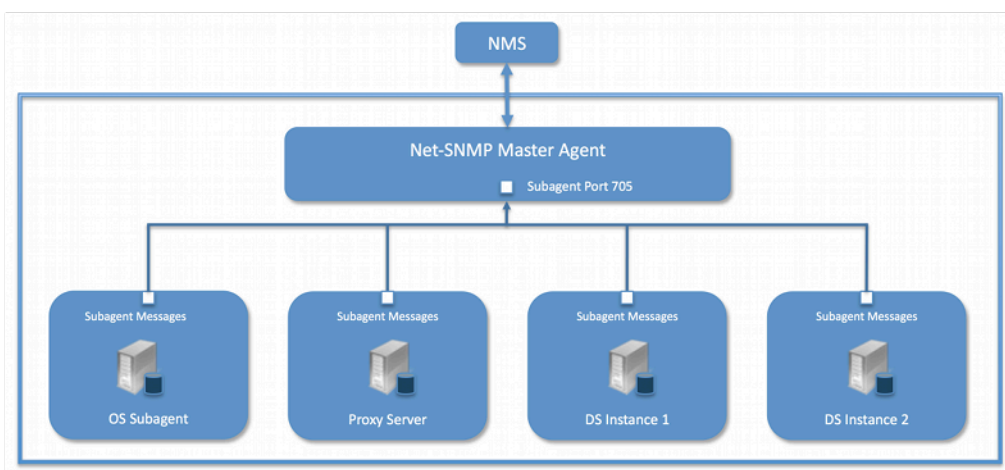 NMS
Net-SNMP Master Agent
Subagent Port 705
Subagent Messages
Subagent Messages
Subagent Messages
Subagent Messages
OS Subagent
Proxy Server
DS Instance 1
DS Instance 2